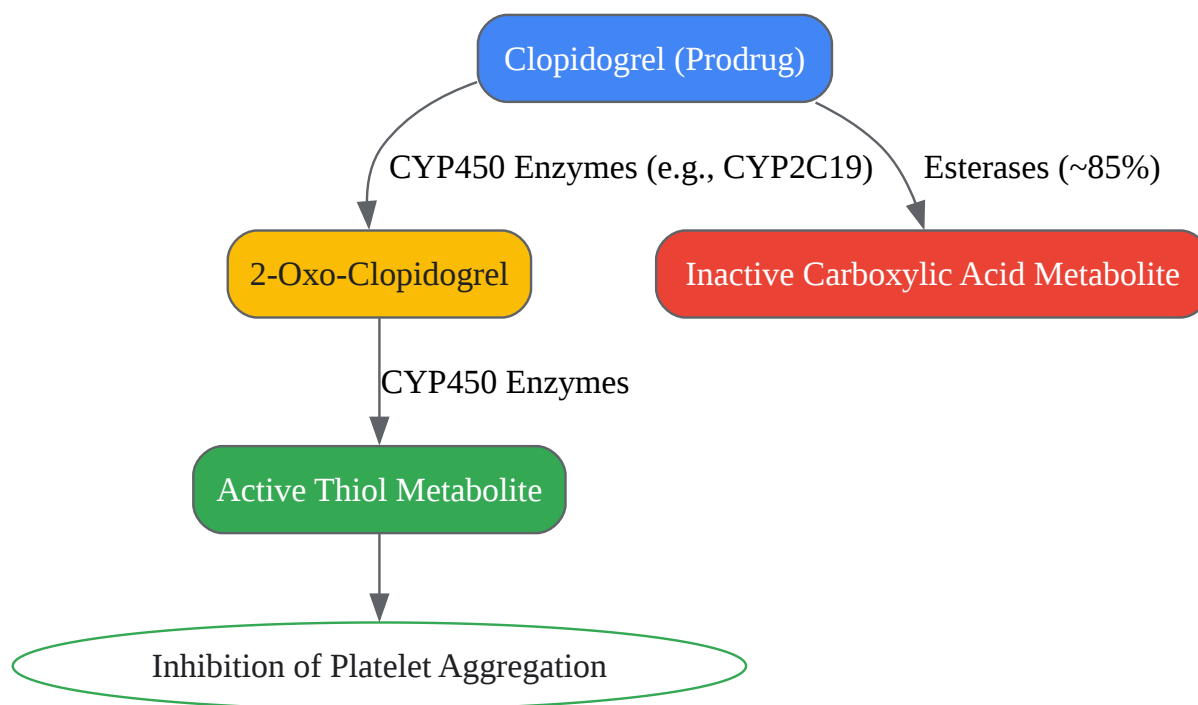 Clopidogrel (Prodrug)
CYP450 Enzymes (e.g., CYP2C19)
Esterases (~85%)
2-Oxo-Clopidogrel
Inactive Carboxylic Acid Metabolite
CYP450 Enzymes
Active Thiol Metabolite
Inhibition of Platelet Aggregation